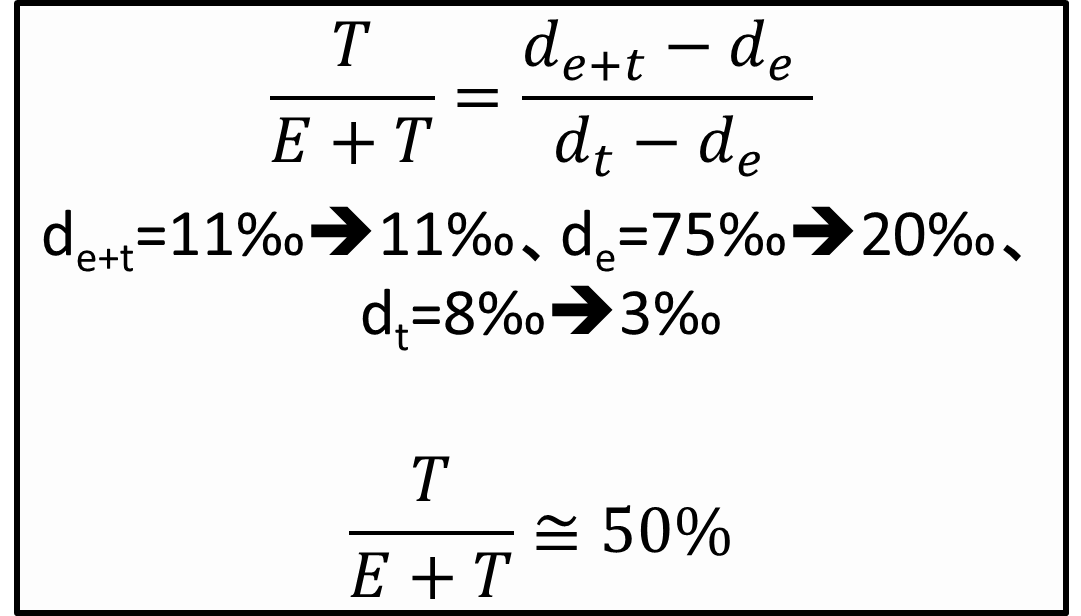 T / E + T = d_{e+t} − d_e / d_t − d_e
d_{e+t}=11‰➔11‰、d_e=75‰➔20‰、
d_t=8‰➔3‰
T / E + T ≅ 50%